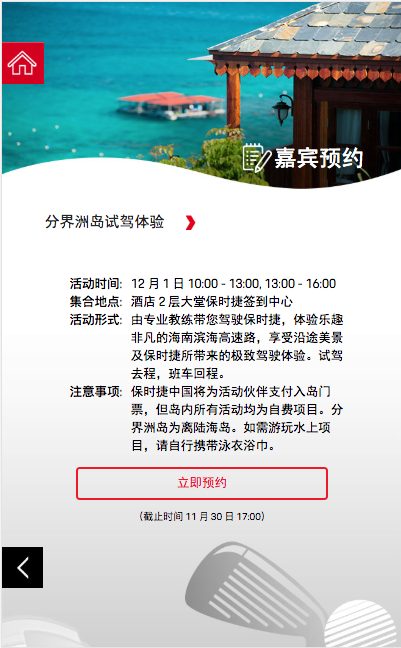 嘉宾预约
分界洲岛试驾体验
活动时间: 12 月 1 日 10:00 - 13:00, 13:00 - 16:00
集合地点: 酒店 2 层大堂保时捷签到中心
活动形式: 由专业教练带您驾驶保时捷，体验乐趣
非凡的海南滨海高速路，享受沿途美景
及保时捷所带来的极致驾驶体验。试驾
去程，班车回程。
注意事项: 保时捷中国将为活动伙伴支付入岛门
票，但岛内所有活动均为自费项目。分
界洲岛为离陆海岛。如需游玩水上项
目，请自行携带泳衣浴巾。
立即预约
（截止时间 11 月 30 日 17:00）